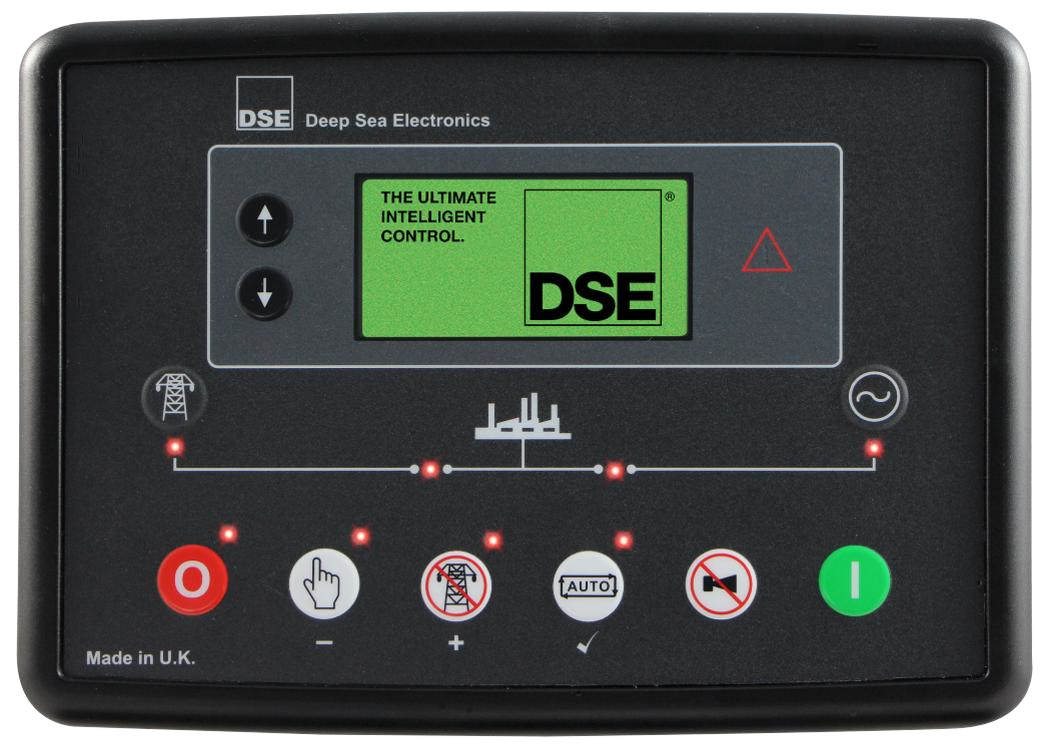 DSE
Deep Sea Electronics
THE ULTIMATE
INTELLIGENT
CONTROL.
®
DSE
O
AUTO
I
− + ✓
Made in U.K.